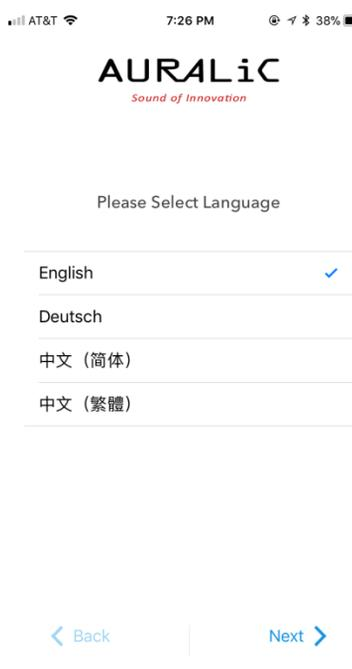 AT&T 7:26 PM 38%
AURALiC
Sound of Innovation
Please Select Language
English
Deutsch
中文（简体）
中文（繁體）
Back Next